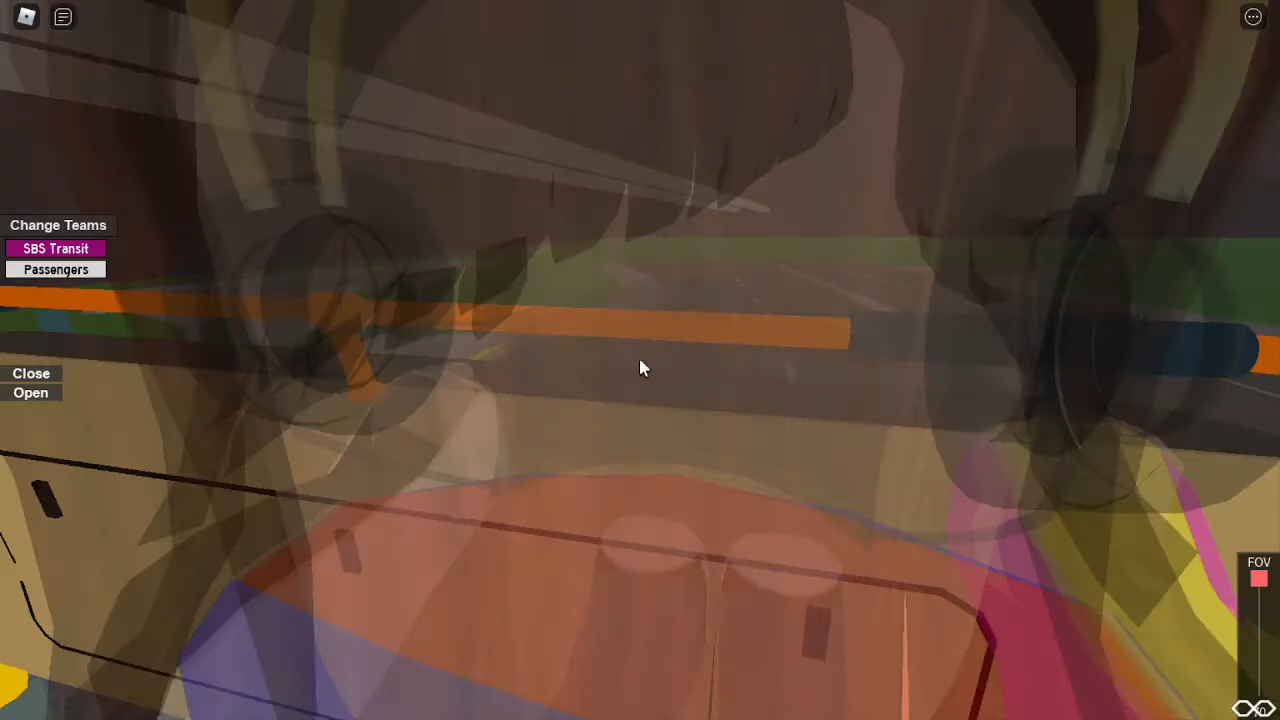 Change Teams
SBS Transit
Passengers
Close
Open
FOV